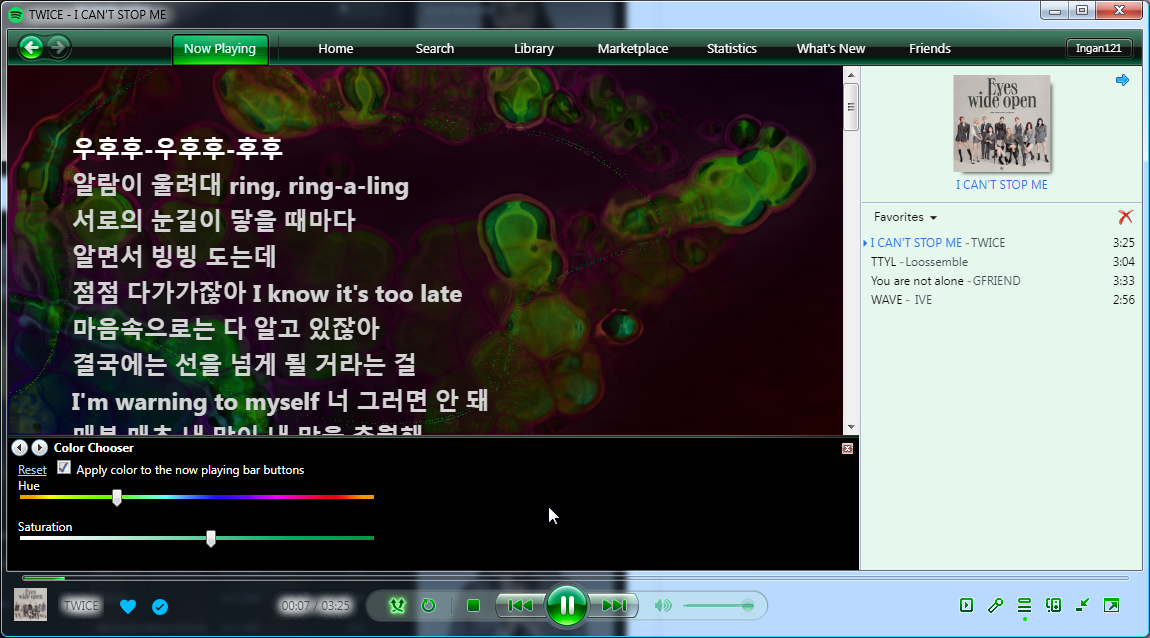 TWICE - I CAN'T STOP ME
Now Playing
Home
Search
Library
Marketplace
Statistics
What's New
Friends
Ingan121
우후후-우후후-후후
알람이 울려대 ring, ring-a-ling
서로의 눈길이 닿을 때마다
알면서 빙빙 도는데
점점 다가가잖아 I know it's too late
마음속으로는 다 알고 있잖아
결국에는 선을 넘게 될 거라는 걸
I'm warning to myself 너 그러면 안 돼
Eyes
wide open
I CAN'T STOP ME
Favorites
I CAN'T STOP ME - TWICE 3:25
TTYL - Loossemble 3:04
You are not alone - GFRIEND 3:33
WAVE - IVE 2:56
Color Chooser
Reset
Apply color to the now playing bar buttons
Hue
Saturation
Eyes
wide open
TWICE
00:07 / 03:25